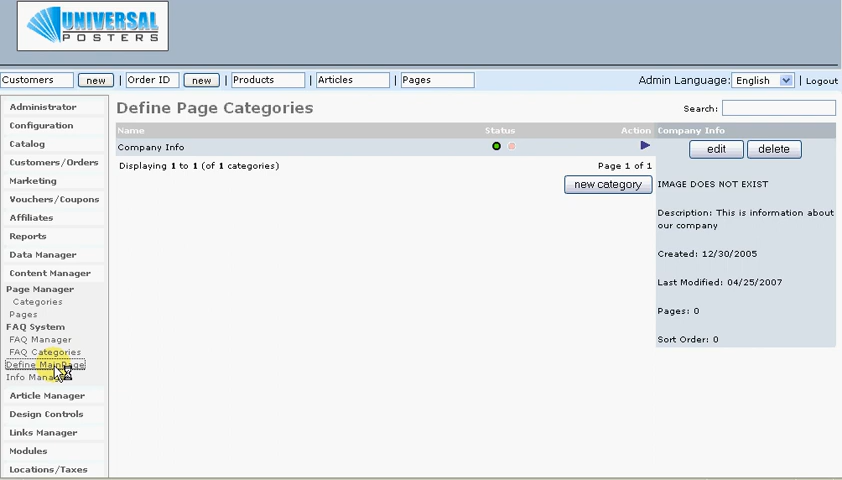 UNIVERSAL
POSTERS
Customers new | Order ID new | Products | Articles | Pages Admin Language: English | Logout
Administrator
Configuration
Catalog
Customers/Orders
Marketing
Vouchers/Coupons
Affiliates
Reports
Data Manager
Content Manager
Page Manager
Categories
Pages
FAQ System
FAQ Manager
FAQ Categories
Define MainPage
Info Manager
Article Manager
Design Controls
Links Manager
Modules
Locations/Taxes
Define Page Categories
Search:
Name Status Action
Company Info
Displaying 1 to 1 (of 1 categories) Page 1 of 1
new category
Company Info
edit delete
IMAGE DOES NOT EXIST
Description: This is information about
our company
Created: 12/30/2005
Last Modified: 04/25/2007
Pages: 0
Sort Order: 0